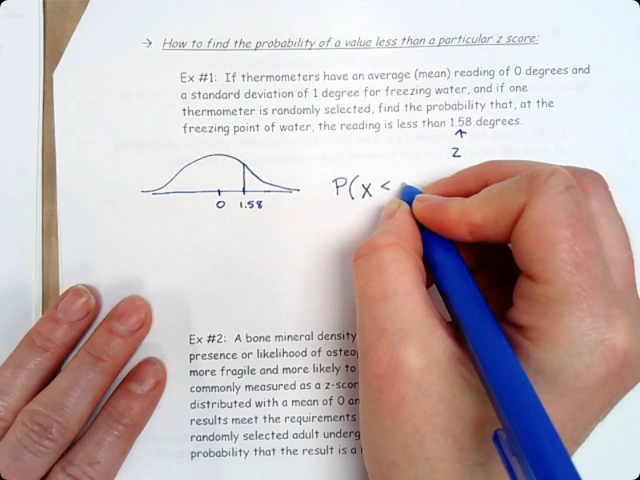 → How to find the probability of a value less than a particular z score:
Ex #1: If thermometers have an average (mean) reading of 0 degrees and
a standard deviation of 1 degree for freezing water, and if one
thermometer is randomly selected, find the probability that, at the
freezing point of water, the reading is less than 1.58 degrees.
↑
z
P(x <
0 1.58
Ex #2: A bone mineral density
presence or likelihood of
more fragile and more likely to
commonly measured as a
distributed with a mean of 0
results meet the requirements
randomly selected adult
probability that the result is a